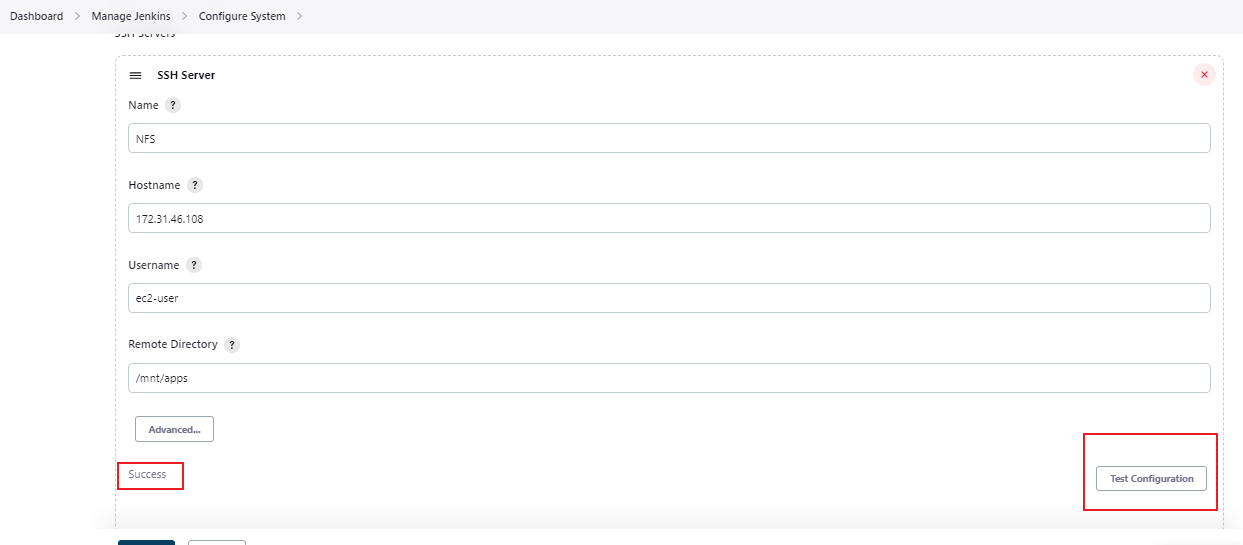 Dashboard > Manage Jenkins > Configure System >
SSH Servers
SSH Server
Name ?
NFS
Hostname ?
172.31.46.108
Username ?
ec2-user
Remote Directory ?
/mnt/apps
Advanced...
Success
Test Configuration